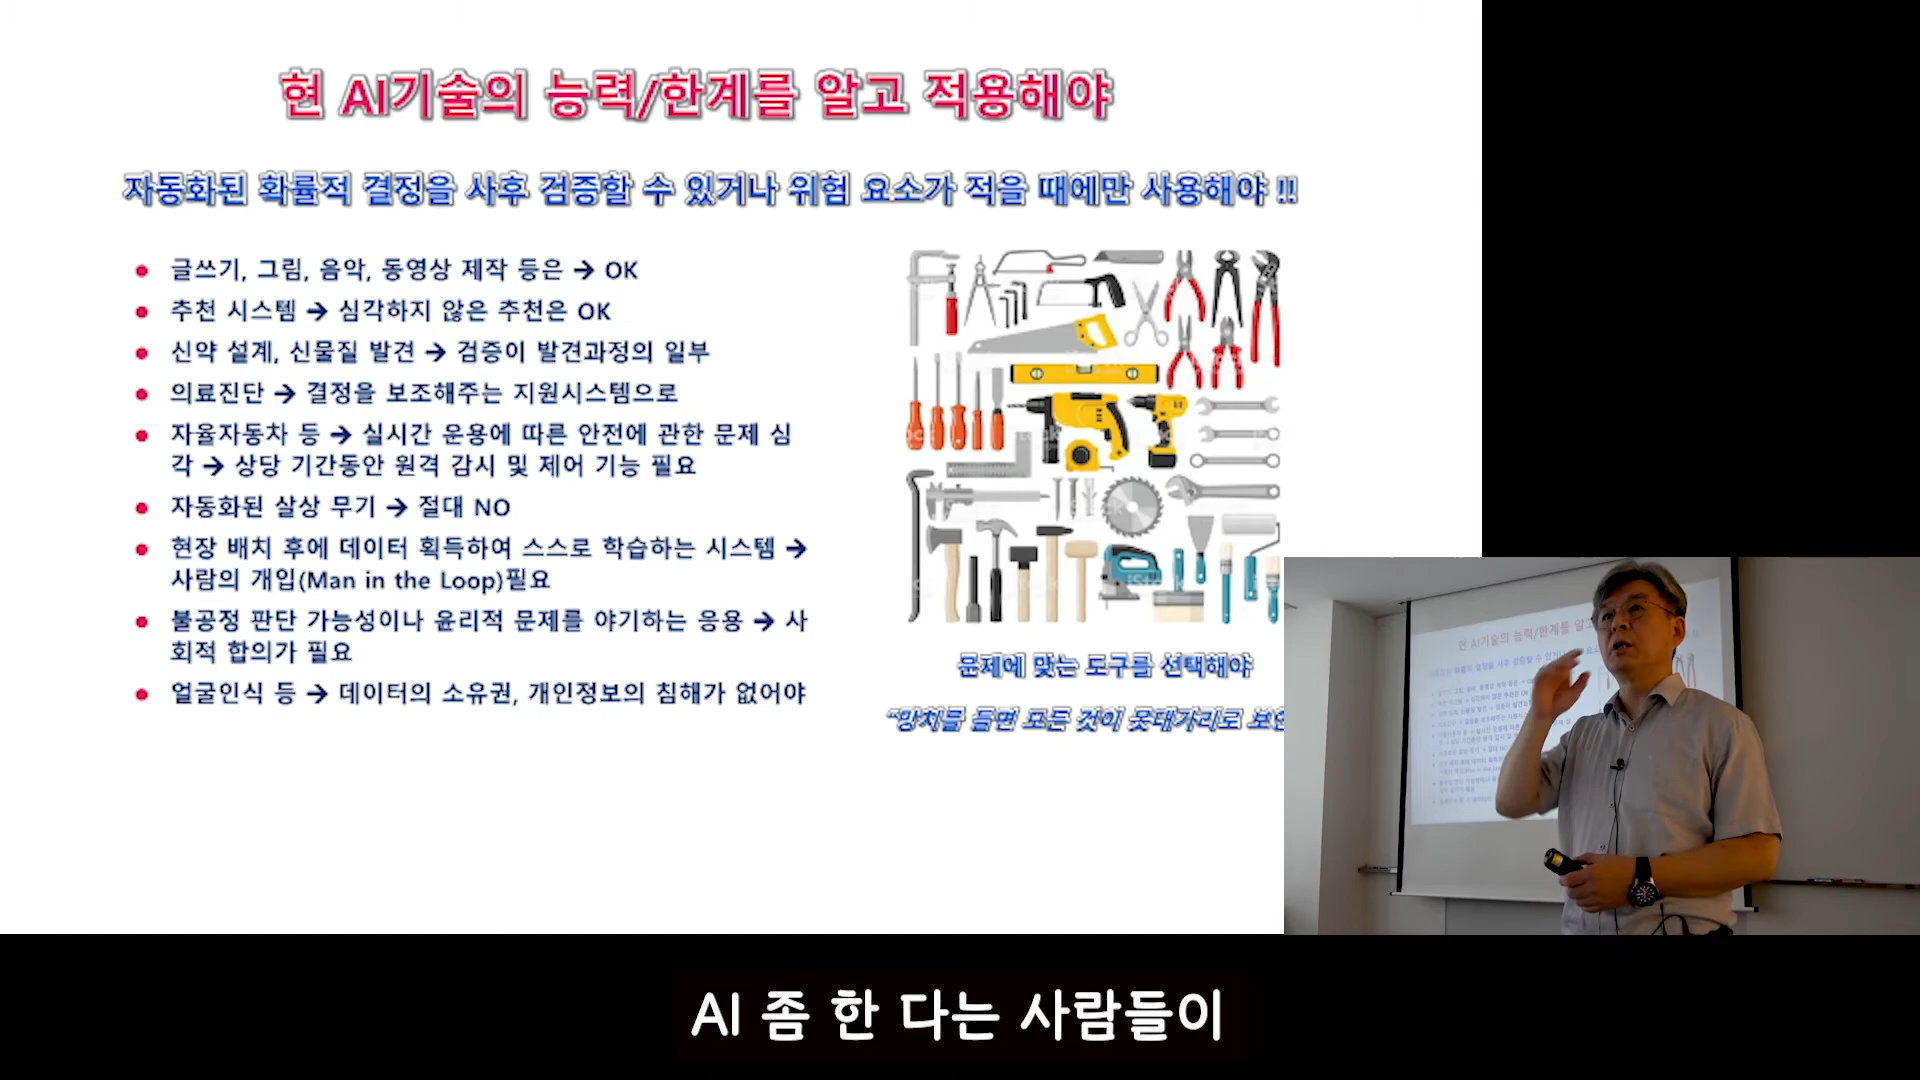 현 AI기술의 능력/한계를 알고 적용해야
자동화된 확률적 결정을 사후 검증할 수 있거나 위험 요소가 적을 때에만 사용해야 !!
• 글쓰기, 그림, 음악, 동영상 제작 등은 → OK
• 추천 시스템 → 심각하지 않은 추천은 OK
• 신약 설계, 신물질 발견 → 검증이 발견과정의 일부
• 의료진단 → 결정을 보조해주는 지원시스템으로
• 자율자동차 등 → 실시간 운용에 따른 안전에 관한 문제 심
각 → 상당 기간동안 원격 감시 및 제어 기능 필요
• 자동화된 살상 무기 → 절대 NO
• 현장 배치 후에 데이터 획득하여 스스로 학습하는 시스템 →
사람의 개입(Man in the Loop)필요
• 불공정 판단 가능성이나 윤리적 문제를 야기하는 응용 → 사
회적 합의가 필요
• 얼굴인식 등 → 데이터의 소유권, 개인정보의 침해가 없어야
문제에 맞는 도구를 선택해야
“망치를 들면 모든 것이 못대가리로 보인
현 AI기술의 능력/한계를 알고
AI 좀 한 다는 사람들이